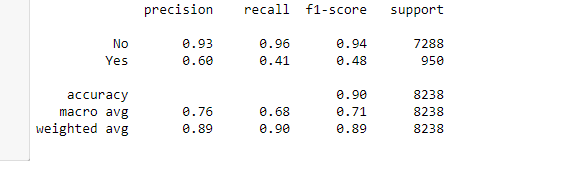 precision recall f1-score support
No 0.93 0.96 0.94 7288
Yes 0.60 0.41 0.48 950
accuracy 0.90 8238
macro avg 0.76 0.68 0.71 8238
weighted avg 0.89 0.90 0.89 8238